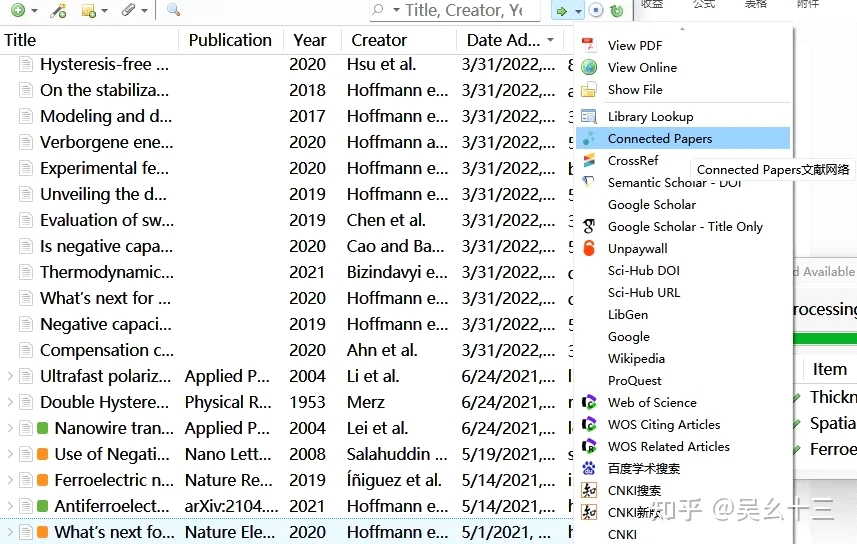 收益 公式 表格 附件
Title, Creator, Ye
Title Publication Year Creator Date Ad...
Hysteresis-free ... 2020 Hsu et al. 3/31/2022,...
On the stabiliza... 2018 Hoffmann e... 3/31/2022,...
Modeling and d... 2017 Hoffmann e... 3/31/2022,...
Verborgene ene... 2020 Hoffmann a... 3/31/2022,...
Experimental fe... 2020 Hoffmann e... 3/31/2022,...
Unveiling the d... 2019 Hoffmann e... 3/31/2022,...
Evaluation of sw... 2019 Chen et al. 3/31/2022,...
Is negative capa... 2020 Cao and Ba... 3/31/2022,...
Thermodynamic... 2021 Bizindavyi e... 3/31/2022,...
What's next for ... 2020 Hoffmann e... 3/31/2022,...
Negative capaci... 2019 Hoffmann e... 3/31/2022,...
Compensation c... 2020 Ahn et al. 3/31/2022,...
Ultrafast polariz... Applied P... 2004 Li et al. 6/24/2021,...
Double Hystere... Physical R... 1953 Merz 6/24/2021,...
Nanowire tran... Applied P... 2004 Lei et al. 6/24/2021,...
Use of Negati... Nano Lett... 2008 Salahuddin ... 5/19/2021,...
Ferroelectric n... Nature Re... 2019 Íñiguez et al. 5/14/2021,...
Antiferroelect... arXiv:2104.... 2021 Hoffmann e... 5/14/2021,...
What's next fo... Nature Ele... 2020 Hoffmann e... 5/1/2021, ...
View PDF
View Online
Show File
Library Lookup
Connected Papers
CrossRef
Connected Papers文献网络
Semantic Scholar - DOI
Google Scholar
Google Scholar - Title Only
Unpaywall
Sci-Hub DOI
Sci-Hub URL
LibGen
Google
Wikipedia
ProQuest
Web of Science
WOS Citing Articles
WOS Related Articles
百度学术搜索
CNKI搜索
CNKI新版
CNKI
d Available
rocessing
Item
Thickn
Spatia
Ferroe
知乎 @吴幺十三